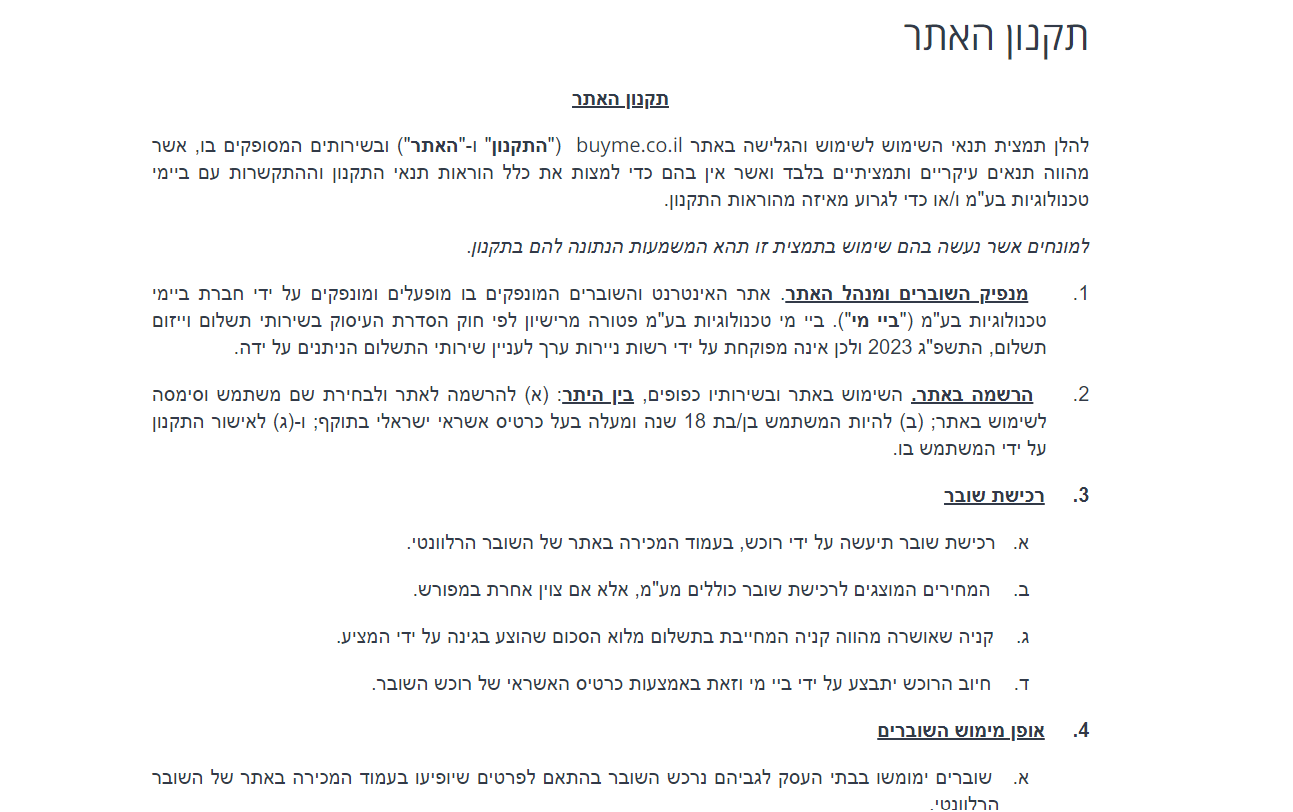 תקנון האתר
תקנון האתר
להלן תמצית תנאי השימוש לשימוש והגלישה באתר buyme.co.il ("התקנון" ו-"האתר") ובשירותים המסופקים בו, אשר
מהווה תנאים עיקריים ותמציתיים בלבד ואשר אין בהם כדי למצות את כלל הוראות תנאי התקנון וההתקשרות עם ביימי
טכנולוגיות בע"מ ו/או כדי לגרוע מאיזה מהוראות התקנון.
למונחים אשר נעשה בהם שימוש בתמצית זו תהא המשמעות הנתונה להם בתקנון.
1. מנפיק השוברים ומנהל האתר. אתר האינטרנט והשוברים המונפקים בו מופעלים ומונפקים על ידי חברת ביימי
טכנולוגיות בע"מ ("ביי מי"). ביי מי טכנולוגיות בע"מ פטורה מרישיון לפי חוק הסדרת העיסוק בשירותי תשלום וייזום
תשלום, התשפ"ג 2023 ולכן אינה מפוקחת על ידי רשות ניירות ערך לעניין שירותי התשלום הניתנים על ידה.
2. הרשמה באתר. השימוש באתר ובשירותיו כפופים, בין היתר: (א) להרשמה לאתר ולבחירת שם משתמש וסיסמה
לשימוש באתר; (ב) להיות המשתמש בן/בת 18 שנה ומעלה בעל כרטיס אשראי ישראלי בתוקף; ו-(ג) לאישור התקנון
על ידי המשתמש בו.
3. רכישת שובר
א. רכישת שובר תיעשה על ידי רוכש, בעמוד המכירה באתר של השובר הרלוונטי.
ב. המחירים המוצגים לרכישת שובר כוללים מע"מ, אלא אם צוין אחרת במפורש.
ג. קניה שאושרה מהווה קניה המחייבת בתשלום מלוא הסכום שהוצע בגינה על ידי המציע.
ד. חיוב הרוכש יתבצע על ידי ביי מי וזאת באמצעות כרטיס האשראי של רוכש השובר.
4. אופן מימוש השוברים
א. שוברים ימומשו בבתי העסק לגביהם נרכש השובר בהתאם לפרטים שיופיעו בעמוד המכירה באתר של השובר
הרלוונטי.